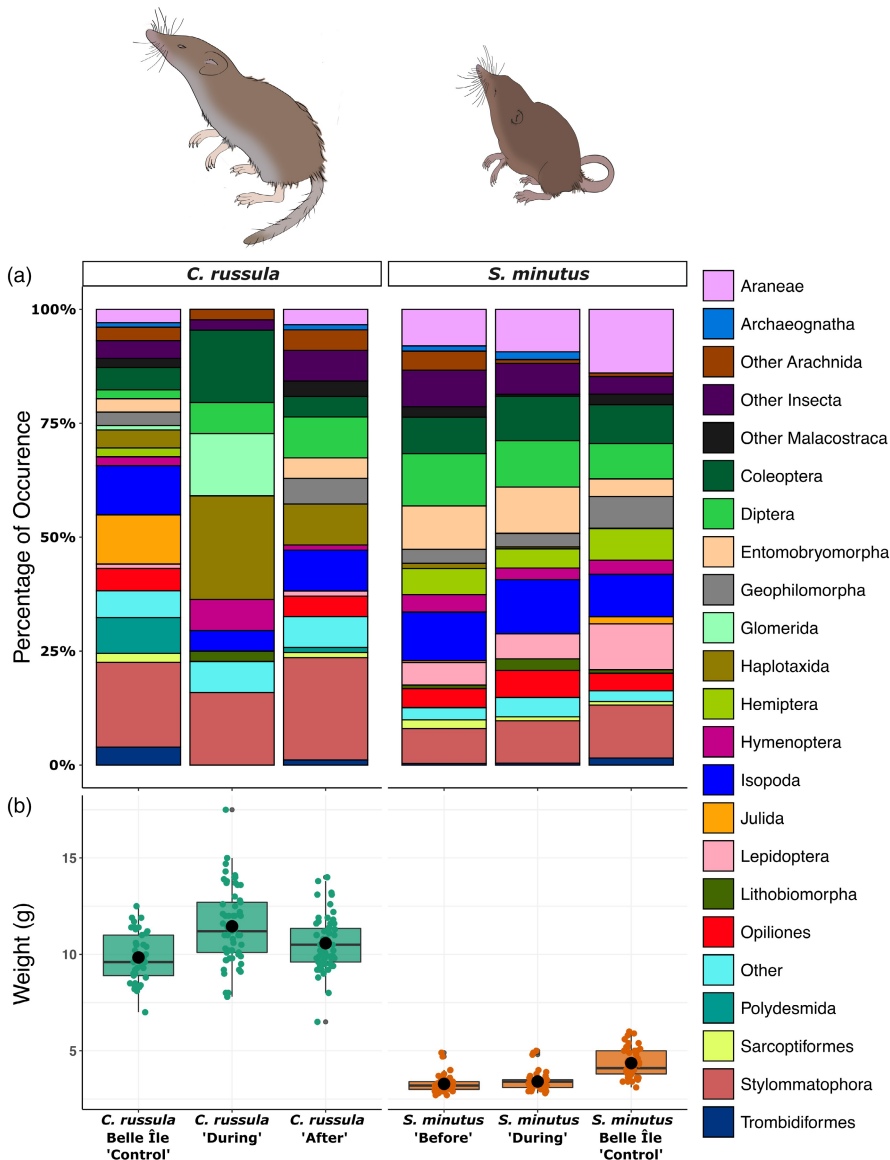 (a)
C. russula
S. minutus
Percentage of Occurence
100%
75%
50%
25%
0%
Araneae
Archaeognatha
Other Arachnida
Other Insecta
Other Malacostraca
Coleoptera
Diptera
Entomobryomorpha
Geophilomorpha
Glomerida
Haplotaxida
Hemiptera
Hymenoptera
Isopoda
Julida
Lepidoptera
Lithobiomorpha
Opiliones
Other
Polydesmida
Sarcoptiformes
Stylommatophora
Trombidiformes
(b)
Weight (g)
15
10
5
C. russula
Belle Île
'Control'
C. russula
'During'
C. russula
'After'
S. minutus
'Before'
S. minutus
'During'
S. minutus
Belle Île
'Control'